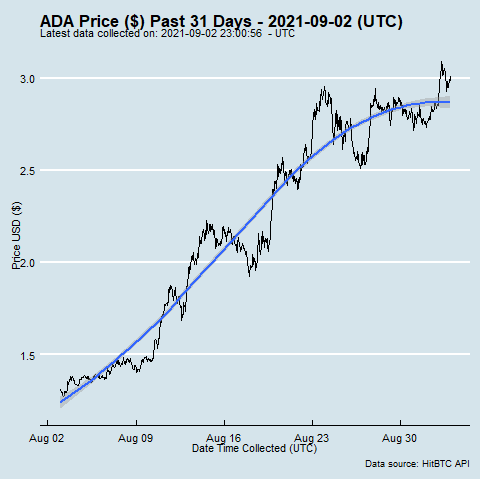 ADA Price ($) Past 31 Days - 2021-09-02 (UTC)
Latest data collected on: 2021-09-02 23:00:56 - UTC
3.0
2.5
2.0
1.5
Price USD ($)
Aug 02 Aug 09 Aug 16 Aug 23 Aug 30
Date Time Collected (UTC)
Data source: HitBTC API